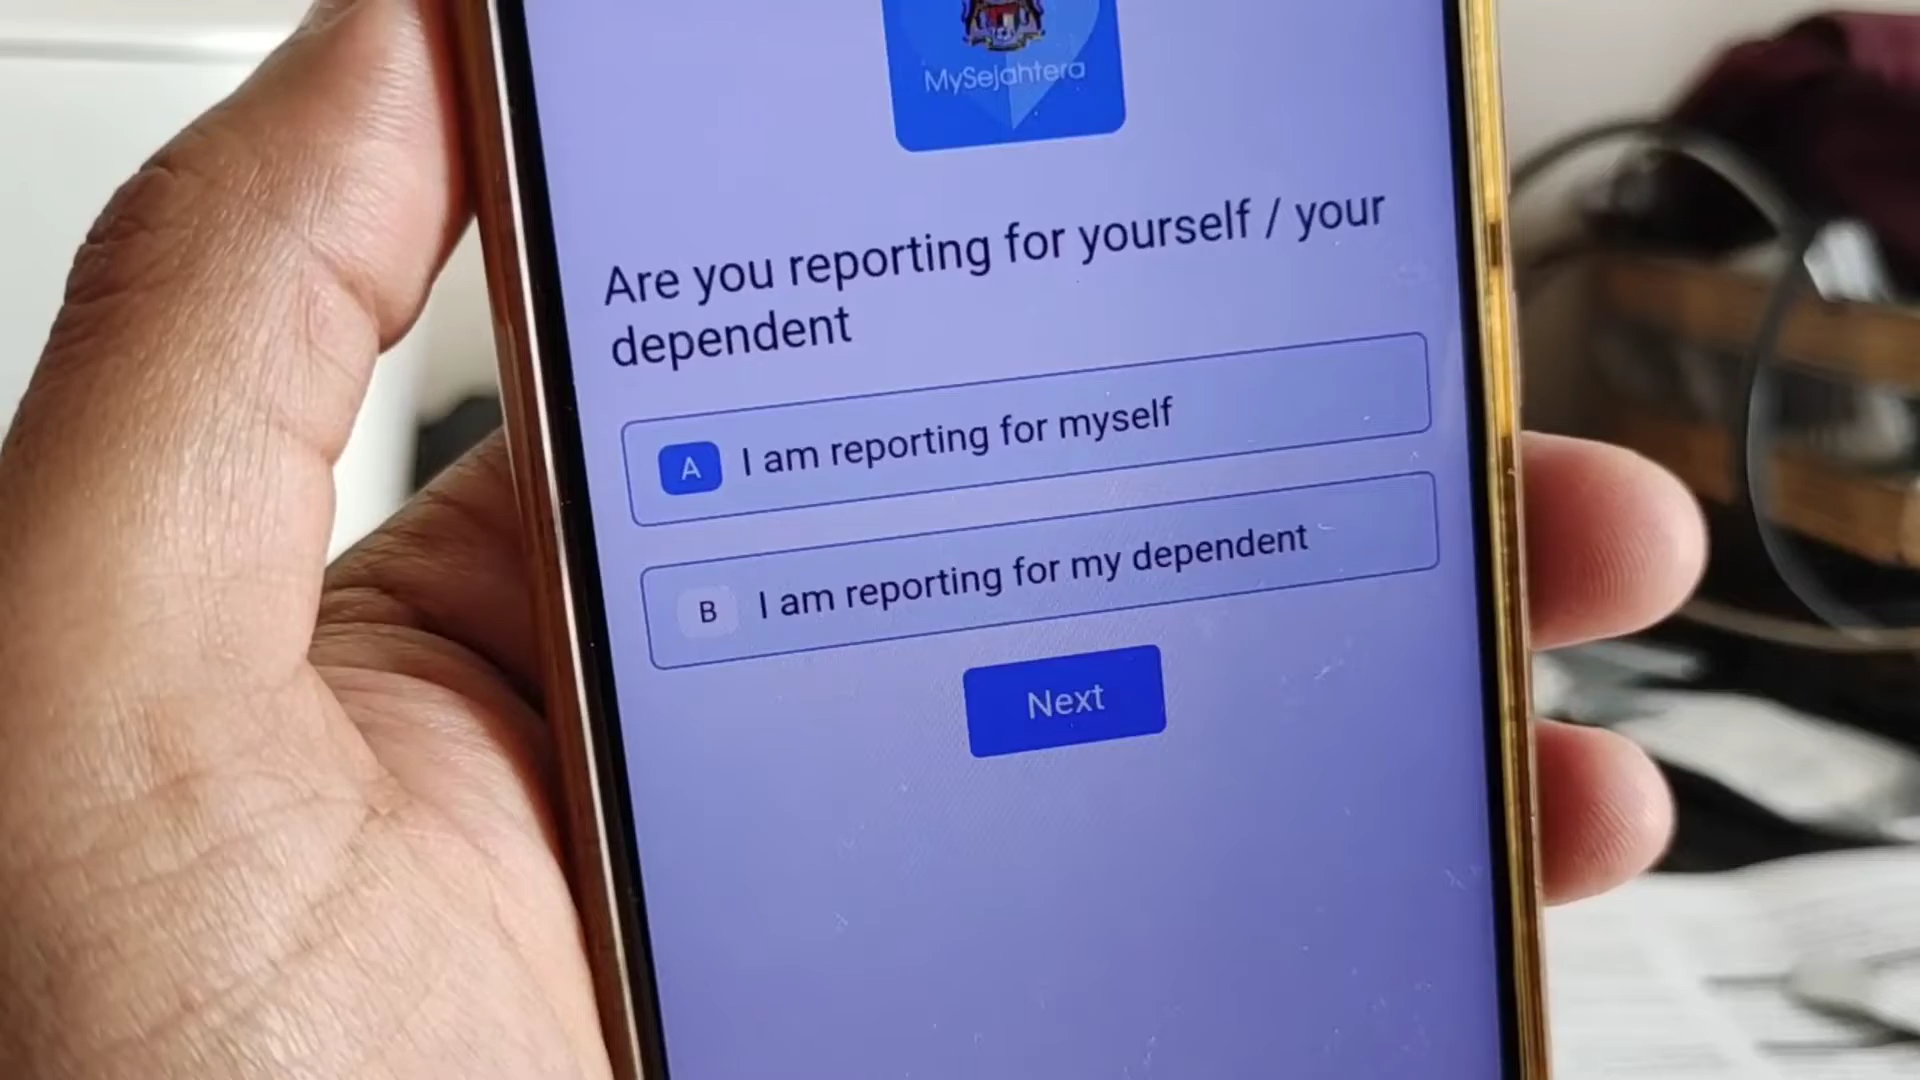 MySejahtera
Are you reporting for yourself / your
dependent
A I am reporting for myself
B I am reporting for my dependent
Next